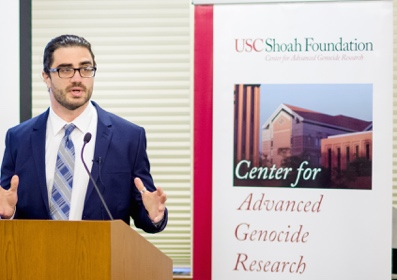 USC Shoah Foundation
Center for Advanced Genocide Research
Center for
Advanced
Genocide
Research